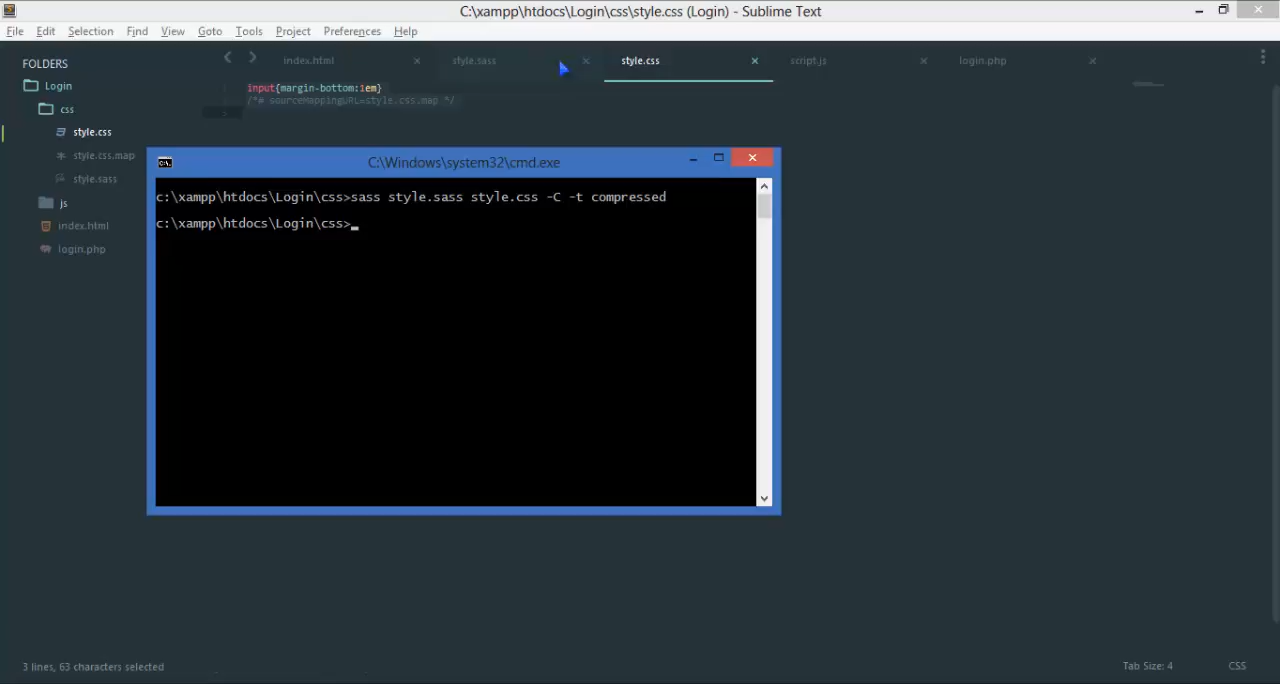 C:\xampp\htdocs\Login\css\style.css (Login) - Sublime Text
File Edit Selection Find View Goto Tools Project Preferences Help
FOLDERS
Login
css
style.css
style.css.map
style.sass
js
index.html
login.php
index.html style.sass style.css script.js login.php
input{margin-bottom:1em}
/*# sourceMappingURL=style.css.map */
C:\Windows\system32\cmd.exe
c:\xampp\htdocs\Login\css>sass style.sass style.css -C -t compressed
c:\xampp\htdocs\Login\css>
3 lines, 63 characters selected
Tab Size: 4 CSS